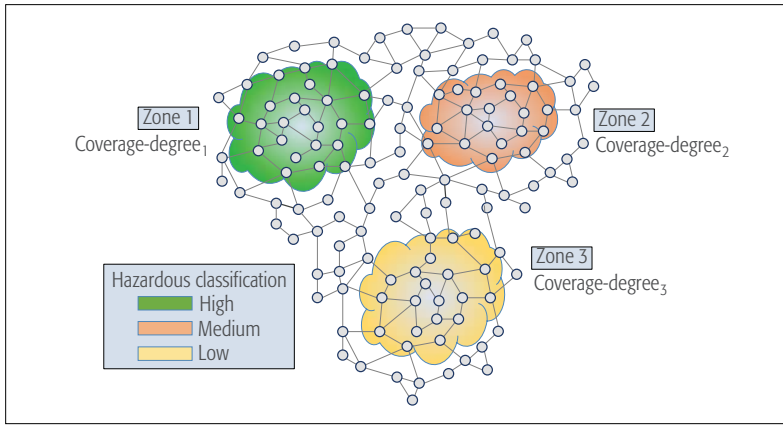 Zone 1
Coverage-degree1
Zone 2
Coverage-degree2
Zone 3
Coverage-degree3
Hazardous classification
High
Medium
Low